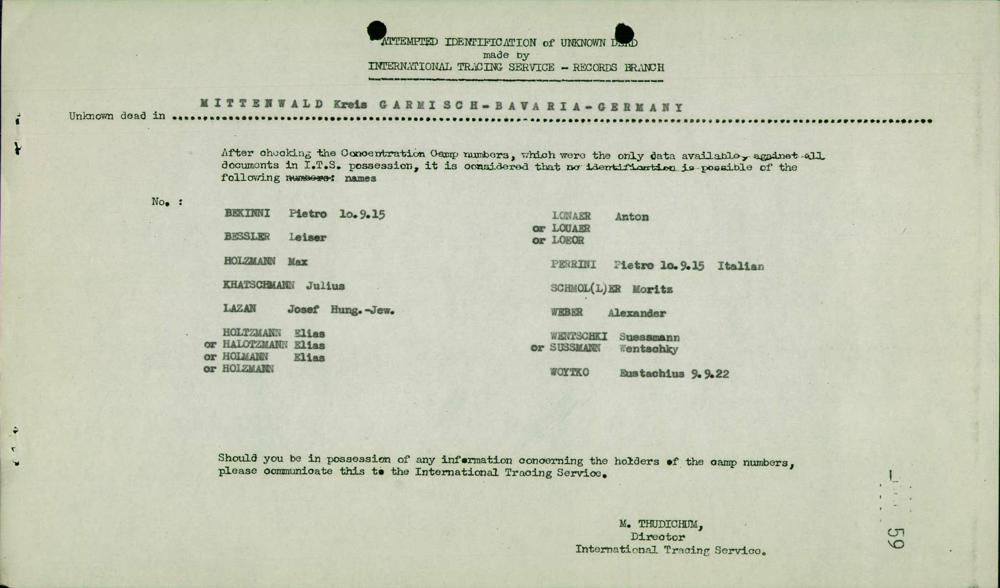 ATTEMPTED IDENTIFICATION of UNKNOWN DEAD
made by
INTERNATIONAL TRACING SERVICE – RECORDS BRANCH
Unknown dead in MITTENWALD Kreis GARMISCH-BAVARIA-GERMANY
After checking the Concentration Camp numbers, which were the only data available, against all
documents in I.T.S. possession, it is considered that no identification is possible of the
following numbers: names
No. :
BEKINNI Pietro 10.9.15
BESSLER Leiser
HOLZMANN Max
KHATSCHMANN Julius
LAZAN Josef Hung.-Jew.
HOLTZMANN Elias
or HALOTZMANN Elias
or HOLMANN Elias
or HOLZMANN
LONAER Anton
or LOUAER
or LOEOR
PERRINI Pietro 10.9.15 Italian
SCHMOL(L)ER Moritz
WEBER Alexander
WENTSCHKI Suessmann
or SUSSMANN Wentschky
WOYTKO Eustachius 9.9.22
Should you be in possession of any information concerning the holders of the camp numbers,
please communicate this to the International Tracing Service.
M. THUDICHUM,
Director
International Tracing Service.
59